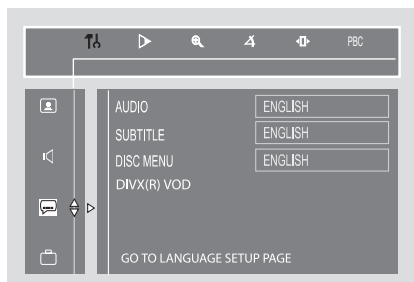 PBC
AUDIO ENGLISH
SUBTITLE ENGLISH
DISC MENU ENGLISH
DIVX(R) VOD
GO TO LANGUAGE SETUP PAGE